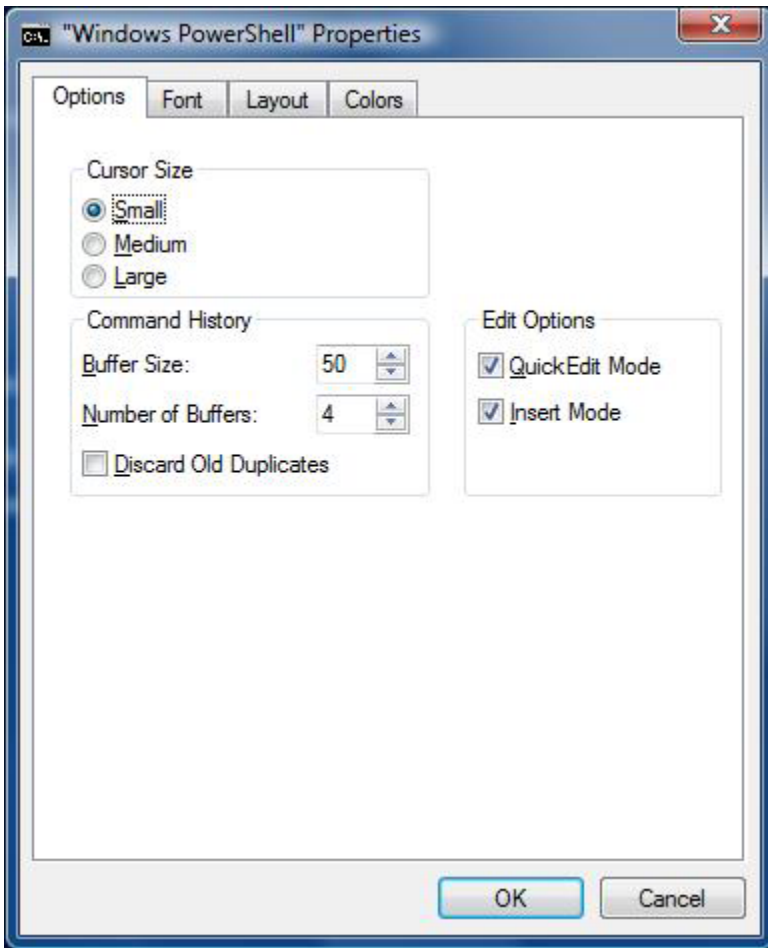 "Windows PowerShell" Properties
Options Font Layout Colors
Cursor Size
Small
Medium
Large
Command History
Buffer Size: 50
Number of Buffers: 4
Discard Old Duplicates
Edit Options
QuickEdit Mode
Insert Mode
OK Cancel